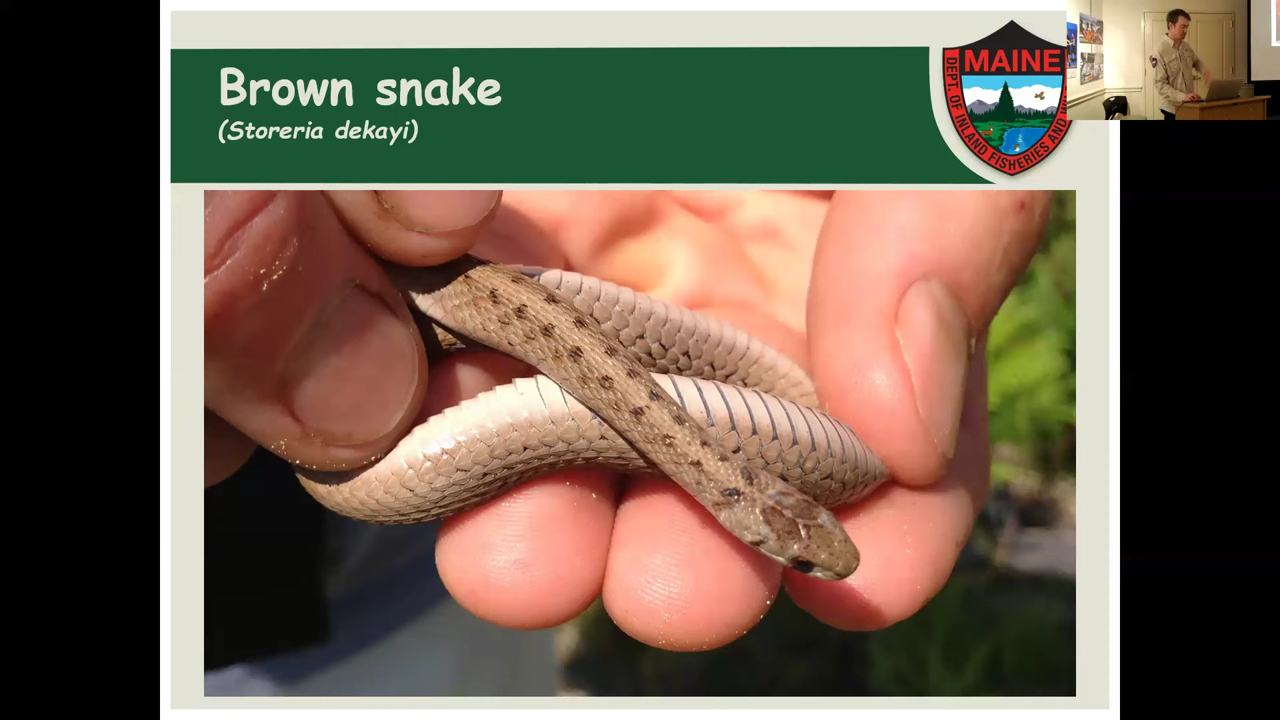 Brown snake
(Storeria dekayi)
MAINE
DEPT. OF INLAND FISHERIES AND